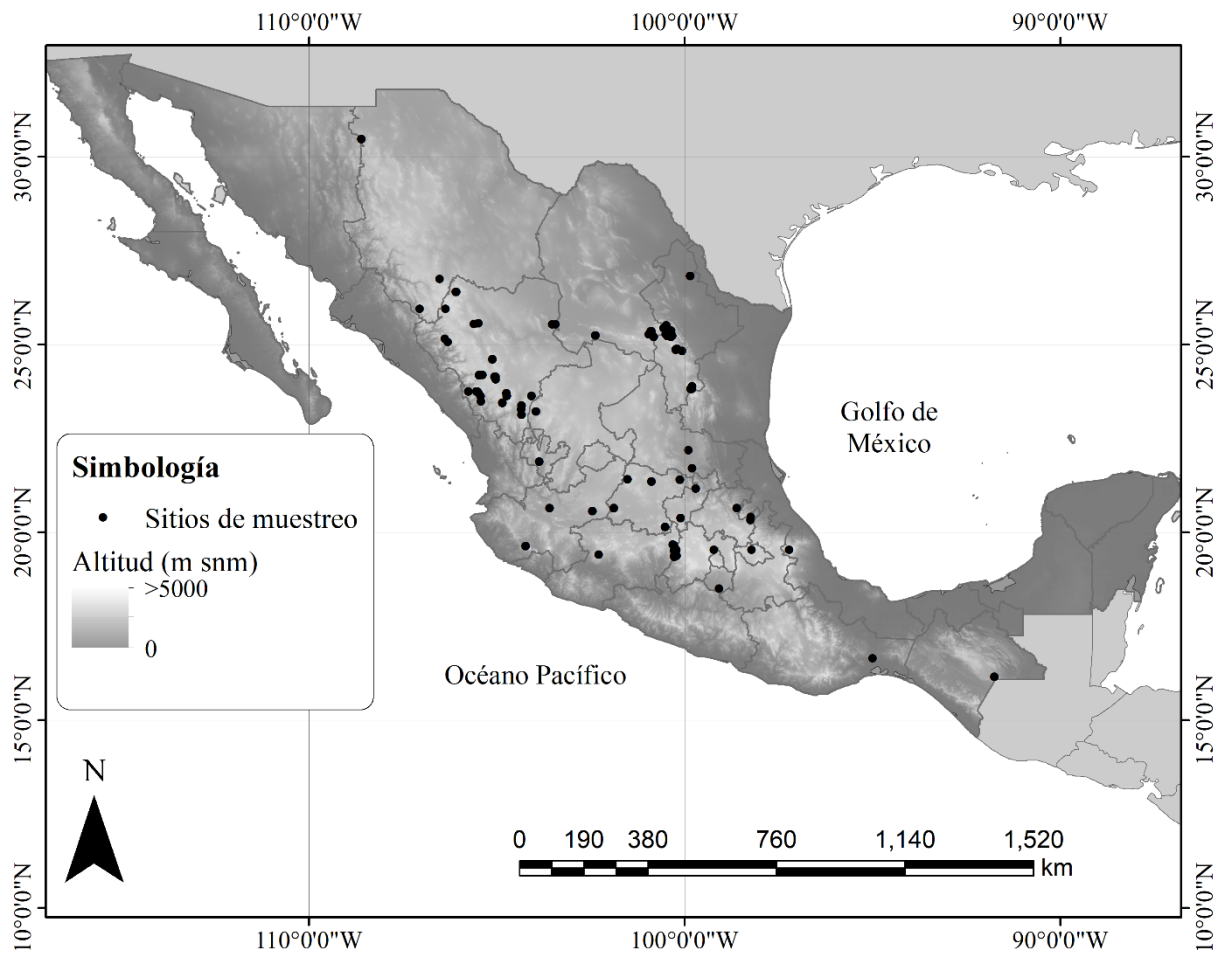 110°0'0"W 100°0'0"W 90°0'0"W
30°0'0"N 30°0'0"N
25°0'0"N 25°0'0"N
Golfo de
México
Simbología
Sitios de muestreo
Altitud (m snm)
>5000
0
20°0'0"N 20°0'0"N
Océano Pacífico
15°0'0"N 15°0'0"N
N
0 190 380 760 1,140 1,520
km
10°0'0"N 10°0'0"N
110°0'0"W 100°0'0"W 90°0'0"W